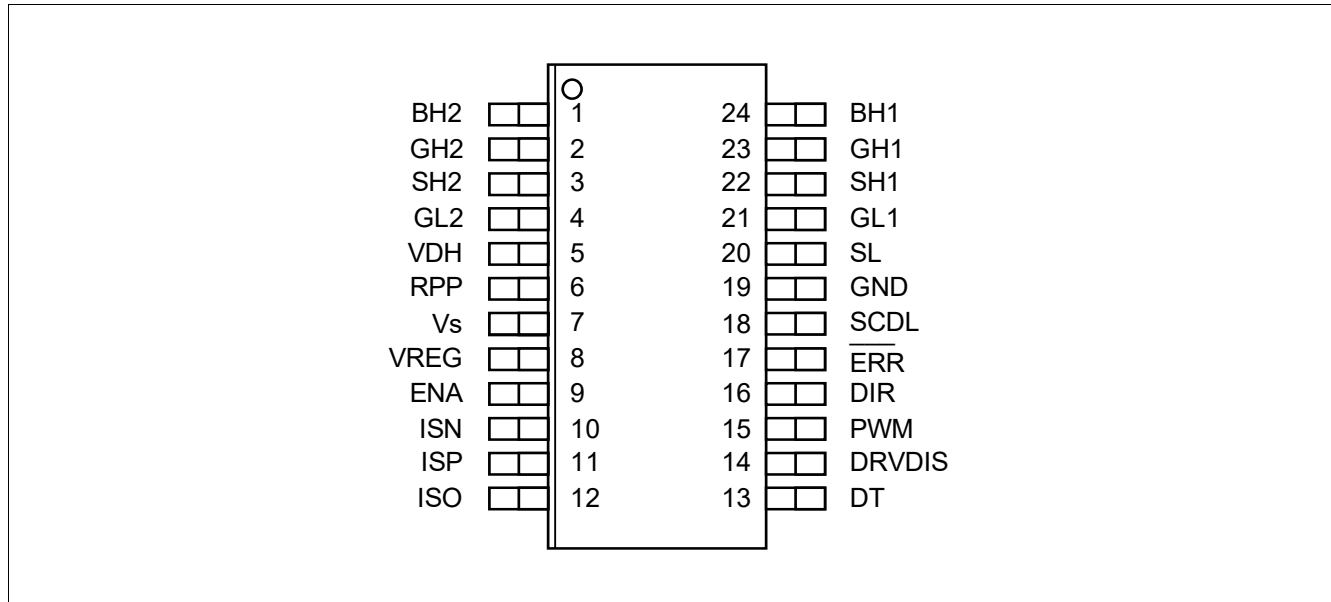 BH2 1 24 BH1
GH2 2 23 GH1
SH2 3 22 SH1
GL2 4 21 GL1
VDH 5 20 SL
RPP 6 19 GND
Vs 7 18 SCDL
VREG 8 17 E̅R̅R̅
ENA 9 16 DIR
ISN 10 15 PWM
ISP 11 14 DRVDIS
ISO 12 13 DT